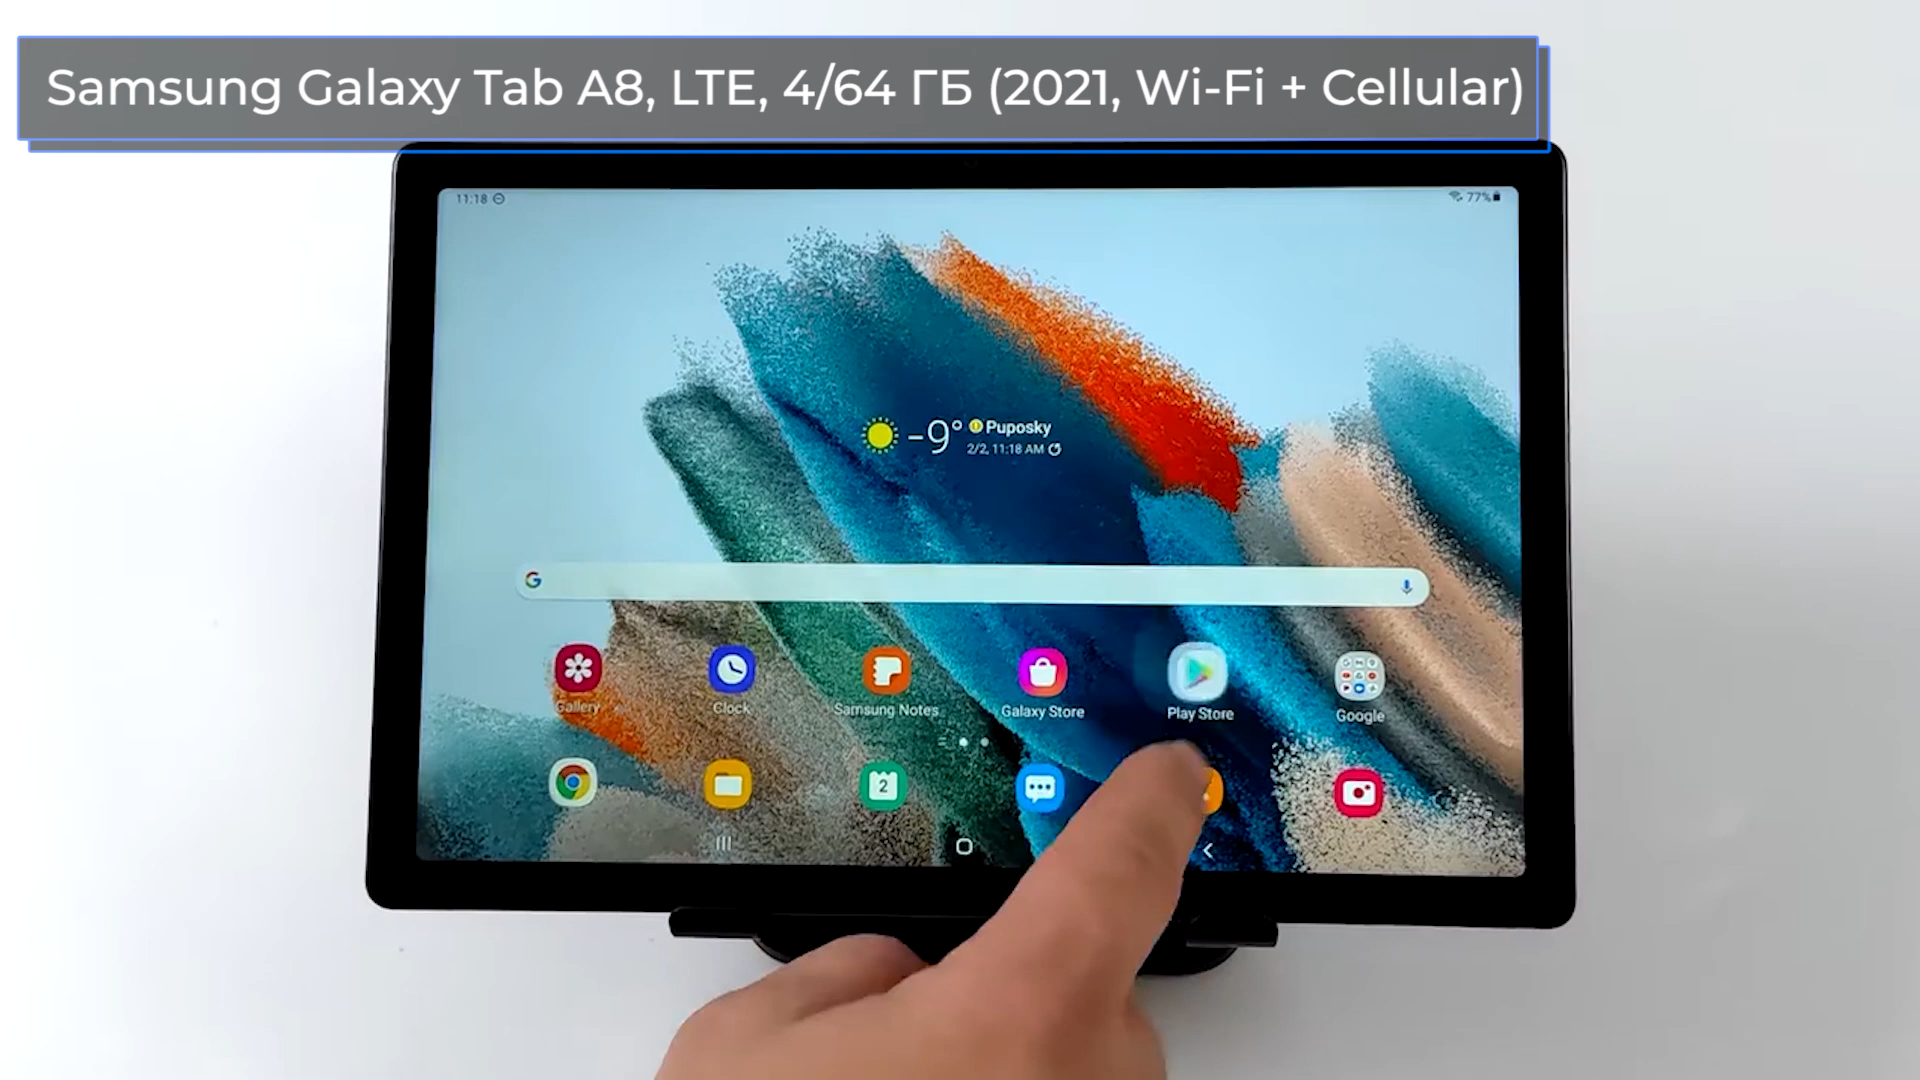 Samsung Galaxy Tab A8, LTE, 4/64 ГБ (2021, Wi-Fi + Cellular)
11:18
77%
-9° Puposky
2/2, 11:18 AM
Gallery
Clock
Samsung Notes
Galaxy Store
Play Store
Google
2